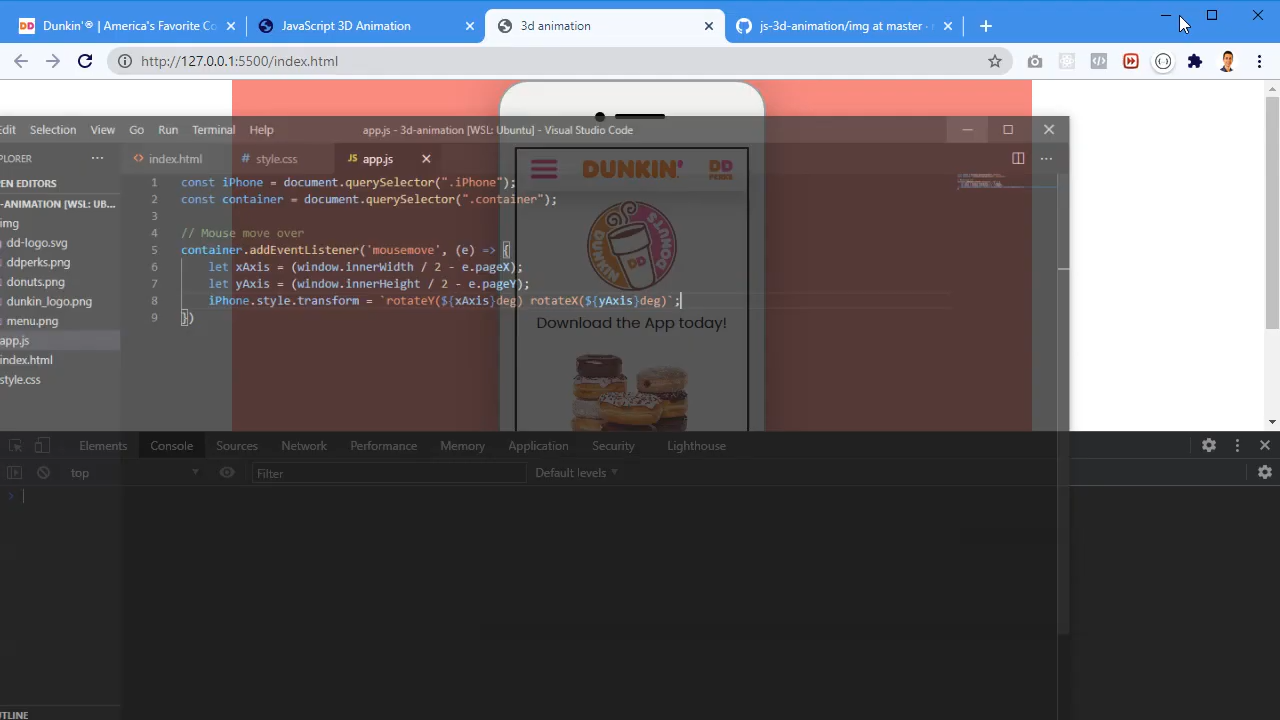 Dunkin'® | America's Favorite Co
JavaScript 3D Animation
3d animation
js-3d-animation/img at master ·
http://127.0.0.1:5500/index.html
Edit Selection View Go Run Terminal Help
app.js - 3d-animation [WSL: Ubuntu] - Visual Studio Code
PLORER
index.html
style.css
JS app.js
PEN EDITORS
-ANIMATION [WSL: UB...
img
dd-logo.svg
ddperks.png
donuts.png
dunkin_logo.png
menu.png
app.js
index.html
style.css
1 const iPhone = document.querySelector(".iPhone");
2 const container = document.querySelector(".container");
3
4 // Mouse move over
5 container.addEventListener(`mousemove`, (e) => {
6 let xAxis = (window.innerWidth / 2 - e.pageX);
7 let yAxis = (window.innerHeight / 2 - e.pageY);
8 iPhone.style.transform = `rotateY(${xAxis}deg) rotateX(${yAxis}deg)`;
9 })
DUNKIN'
DD
PERKS
DUNKIN'
DONUTS
DD
Download the App today!
Elements Console Sources Network Performance Memory Application Security Lighthouse
top
Filter
Default levels
UTLINE